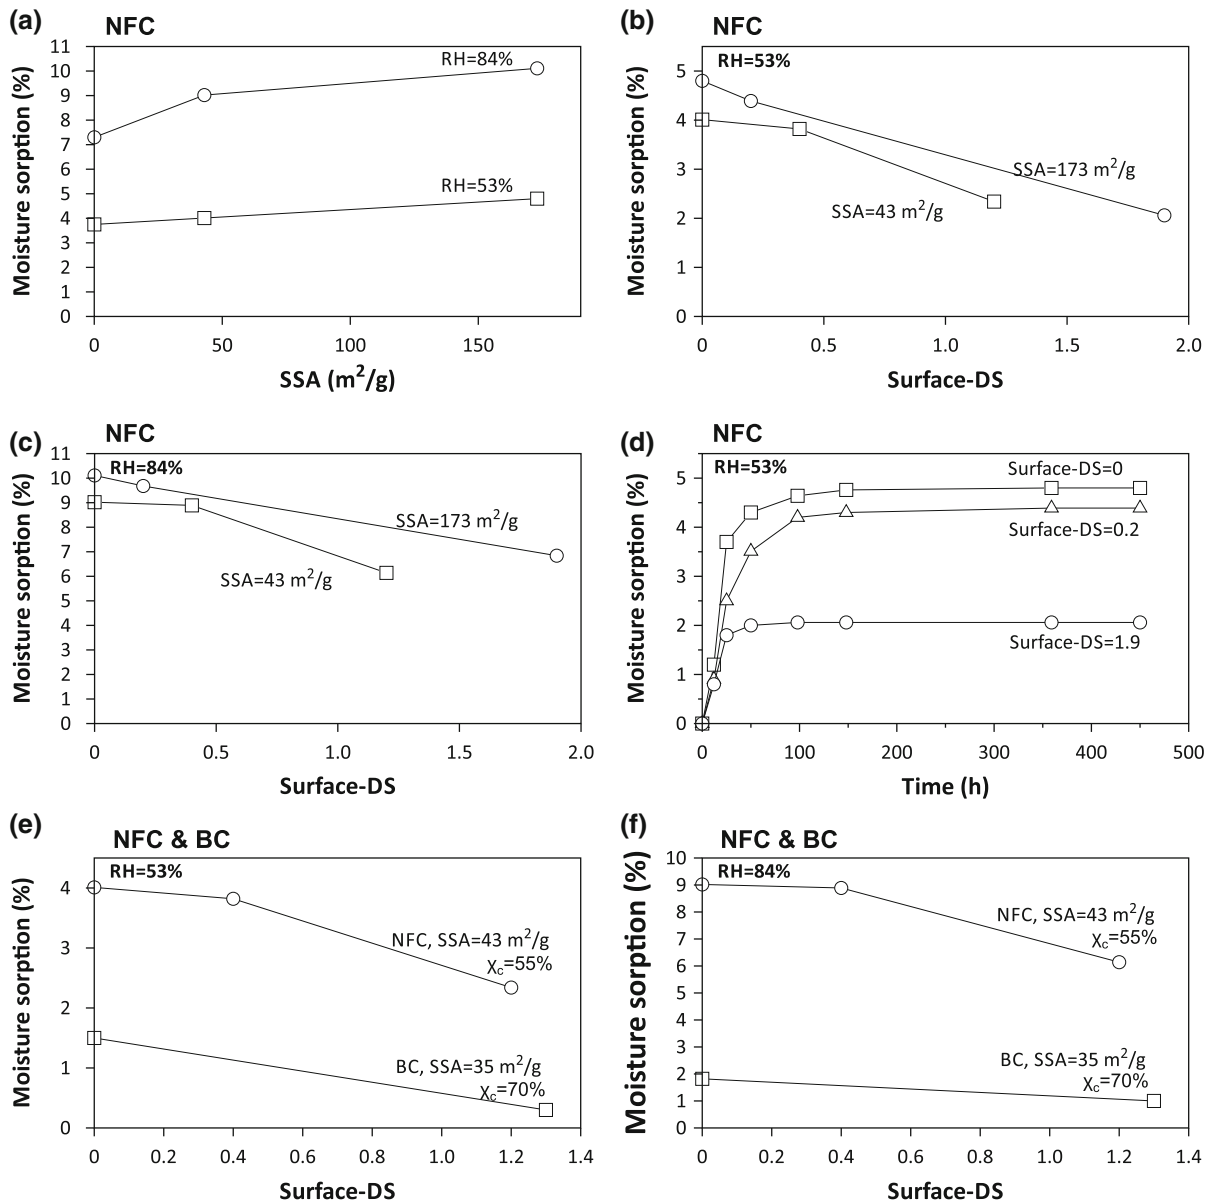 (a) NFC
11
10
9
8
7
6
5
4
3
2
1
0
Moisture sorption (%)
RH=84%
RH=53%
0 50 100 150
SSA (m²/g)
(b) NFC
RH=53%
5
4
3
2
1
0
Moisture sorption (%)
SSA=173 m²/g
SSA=43 m²/g
0 0.5 1.0 1.5 2.0
Surface-DS
(c) NFC
RH=84%
11
10
9
8
7
6
5
4
3
2
1
0
Moisture sorption (%)
SSA=173 m²/g
SSA=43 m²/g
0 0.5 1.0 1.5 2.0
Surface-DS
(d) NFC
RH=53%
5
4
3
2
1
0
Moisture sorption (%)
Surface-DS=0
Surface-DS=0.2
Surface-DS=1.9
0 100 200 300 400 500
Time (h)
(e) NFC & BC
RH=53%
4
3
2
1
0
Moisture sorption (%)
NFC, SSA=43 m²/g
χc=55%
BC, SSA=35 m²/g
χc=70%
0 0.2 0.4 0.6 0.8 1.0 1.2 1.4
Surface-DS
(f) NFC & BC
RH=84%
10
9
8
7
6
5
4
3
2
1
0
Moisture sorption (%)
NFC, SSA=43 m²/g
χc=55%
BC, SSA=35 m²/g
χc=70%
0 0.2 0.4 0.6 0.8 1.0 1.2 1.4
Surface-DS